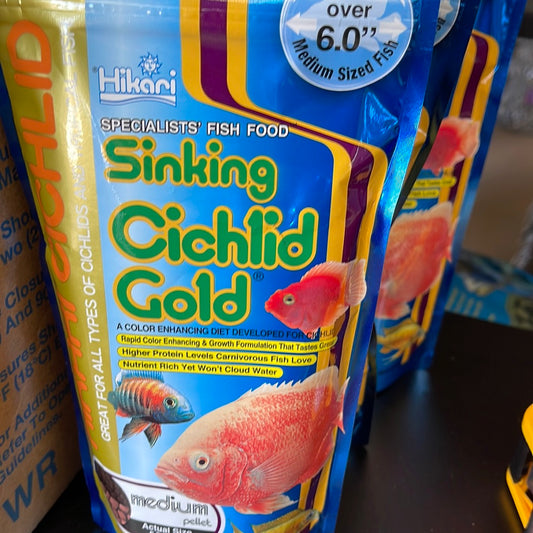 over
6.0"
Medium Sized Fish
Hikari®
SPECIALISTS' FISH FOOD
Sinking
Cichlid
Gold®
A COLOR ENHANCING DIET DEVELOPED FOR CICHLIDS
Rapid Color Enhancing & Growth Formulation That Tastes Great
Higher Protein Levels Carnivorous Fish Love
Nutrient Rich Yet Won't Cloud Water
medium
pellet
Actual Size
CICHLID
GREAT FOR ALL TYPES OF CICHLIDS
WR